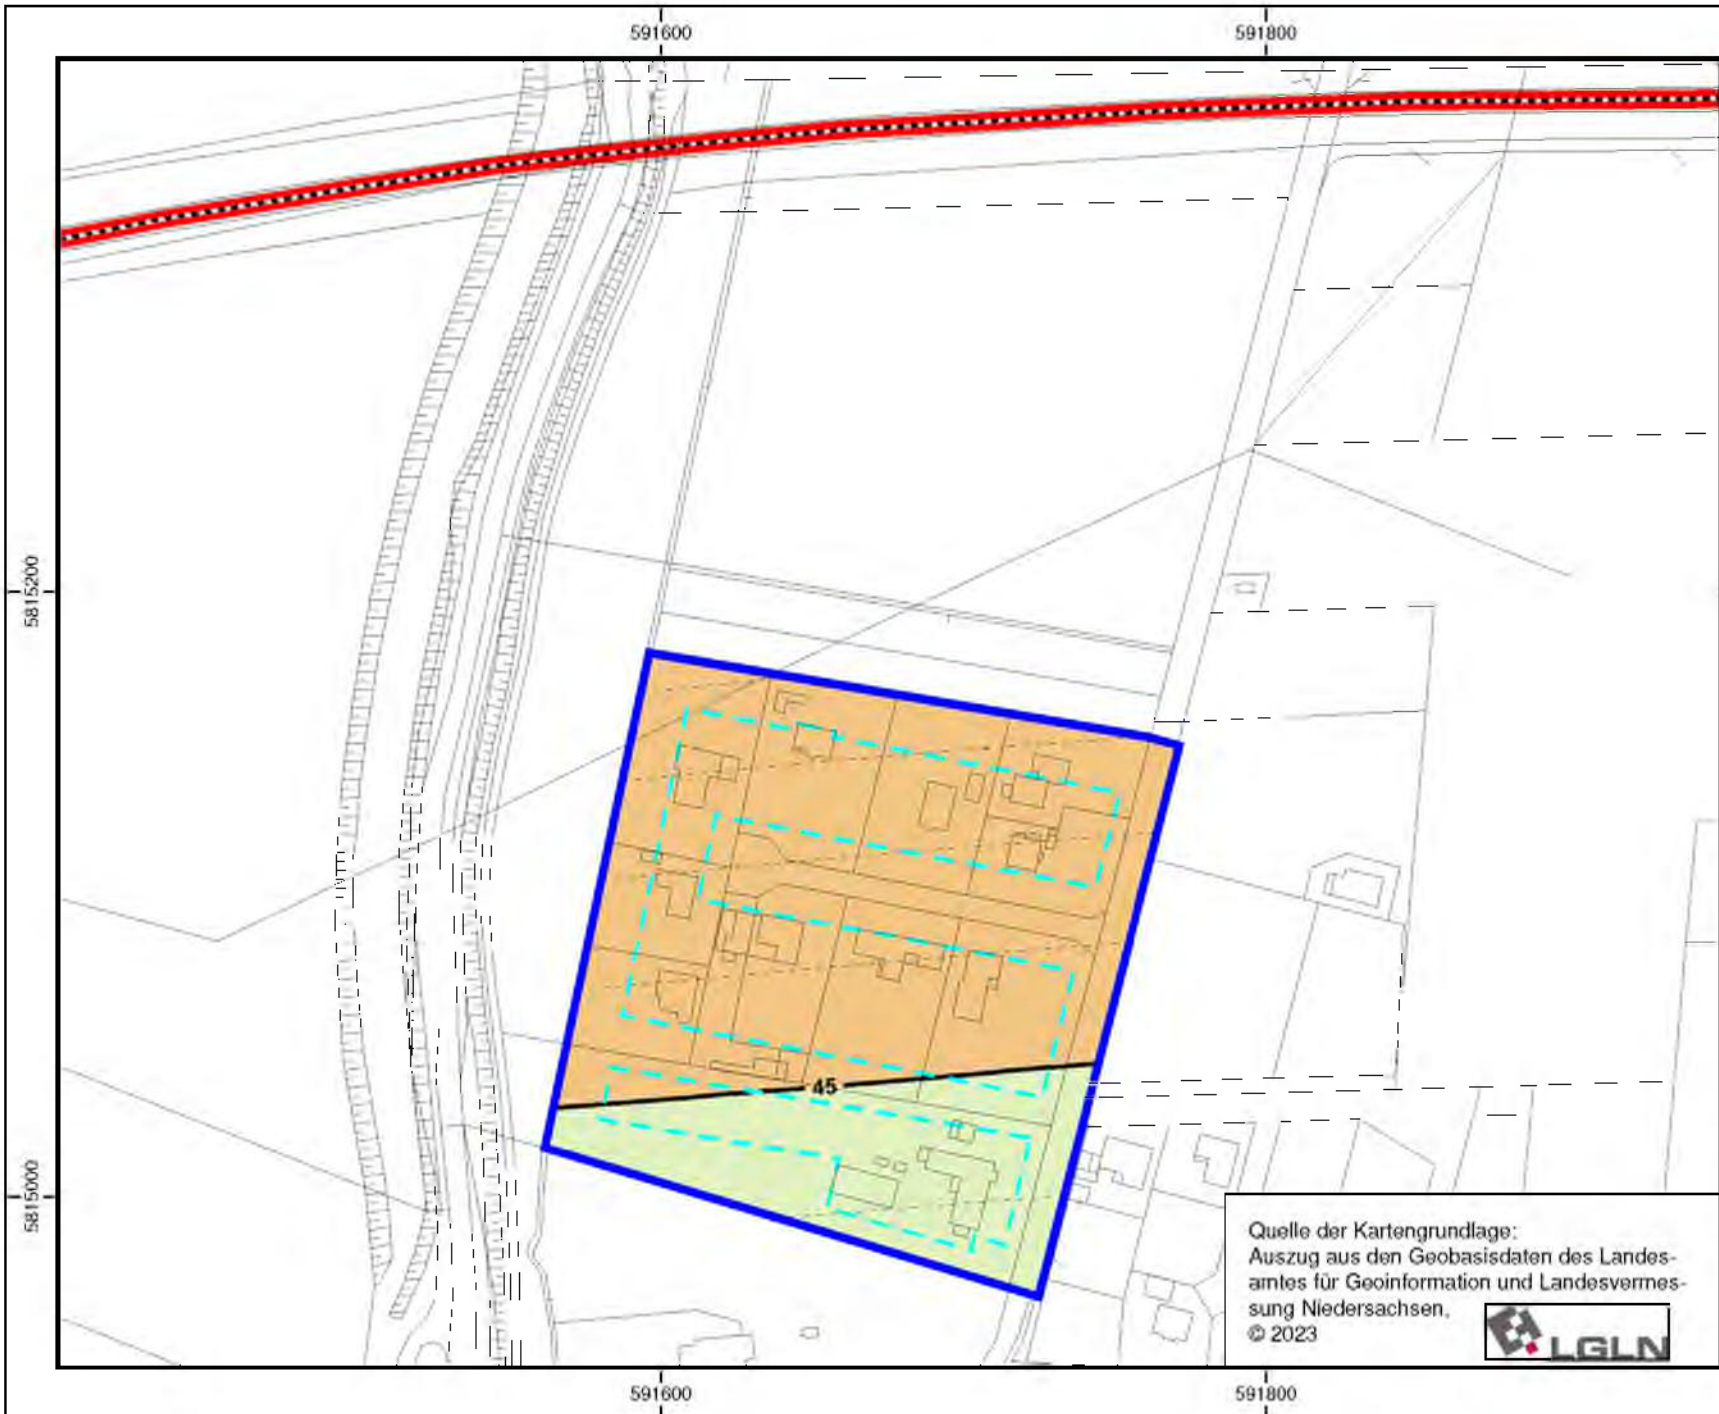 591600
591800
5815200
45
5815000
Quelle der Kartengrundlage:
Auszug aus den Geobasisdaten des Landes-
amtes für Geoinformation und Landesvermes-
sung Niedersachsen,
© 2023
LGLN
591600
591800